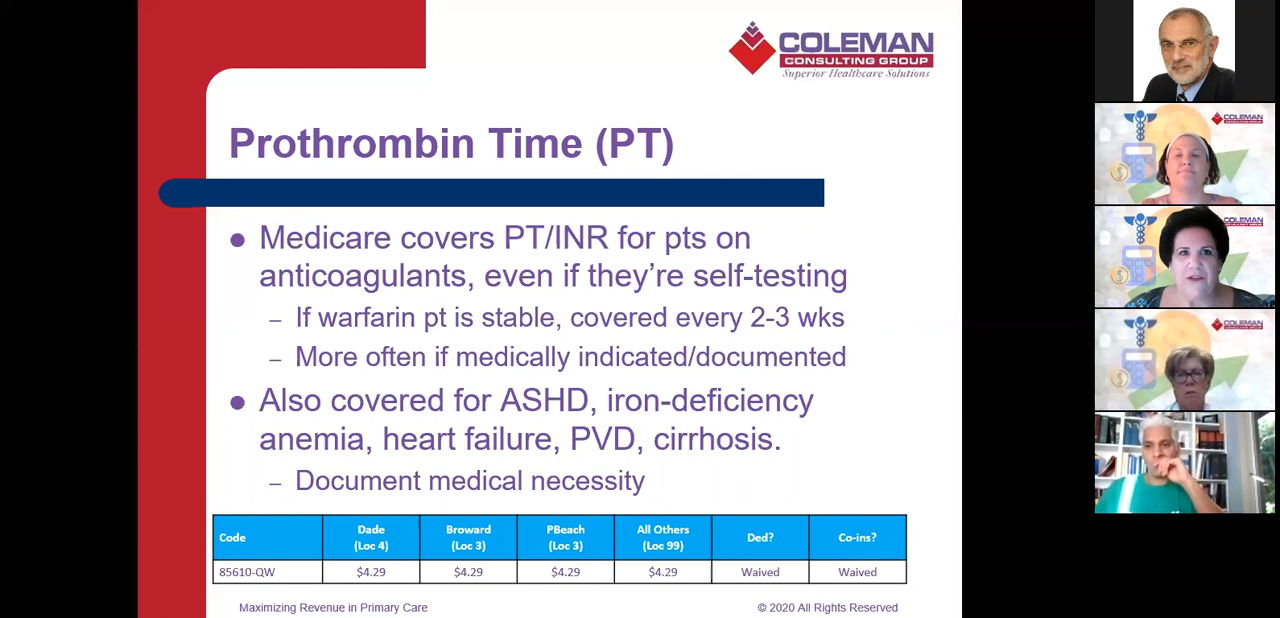 COLEMAN
CONSULTING GROUP
Superior Healthcare Solutions
Prothrombin Time (PT)
● Medicare covers PT/INR for pts on
anticoagulants, even if they're self-testing
– If warfarin pt is stable, covered every 2-3 wks
– More often if medically indicated/documented
● Also covered for ASHD, iron-deficiency
anemia, heart failure, PVD, cirrhosis.
– Document medical necessity
Code Dade (Loc 4) Broward (Loc 3) PBeach (Loc 3) All Others (Loc 99) Ded? Co-ins?
85610-QW $4.29 $4.29 $4.29 $4.29 Waived Waived
Maximizing Revenue in Primary Care © 2020 All Rights Reserved
COLEMAN
COLEMAN
COLEMAN